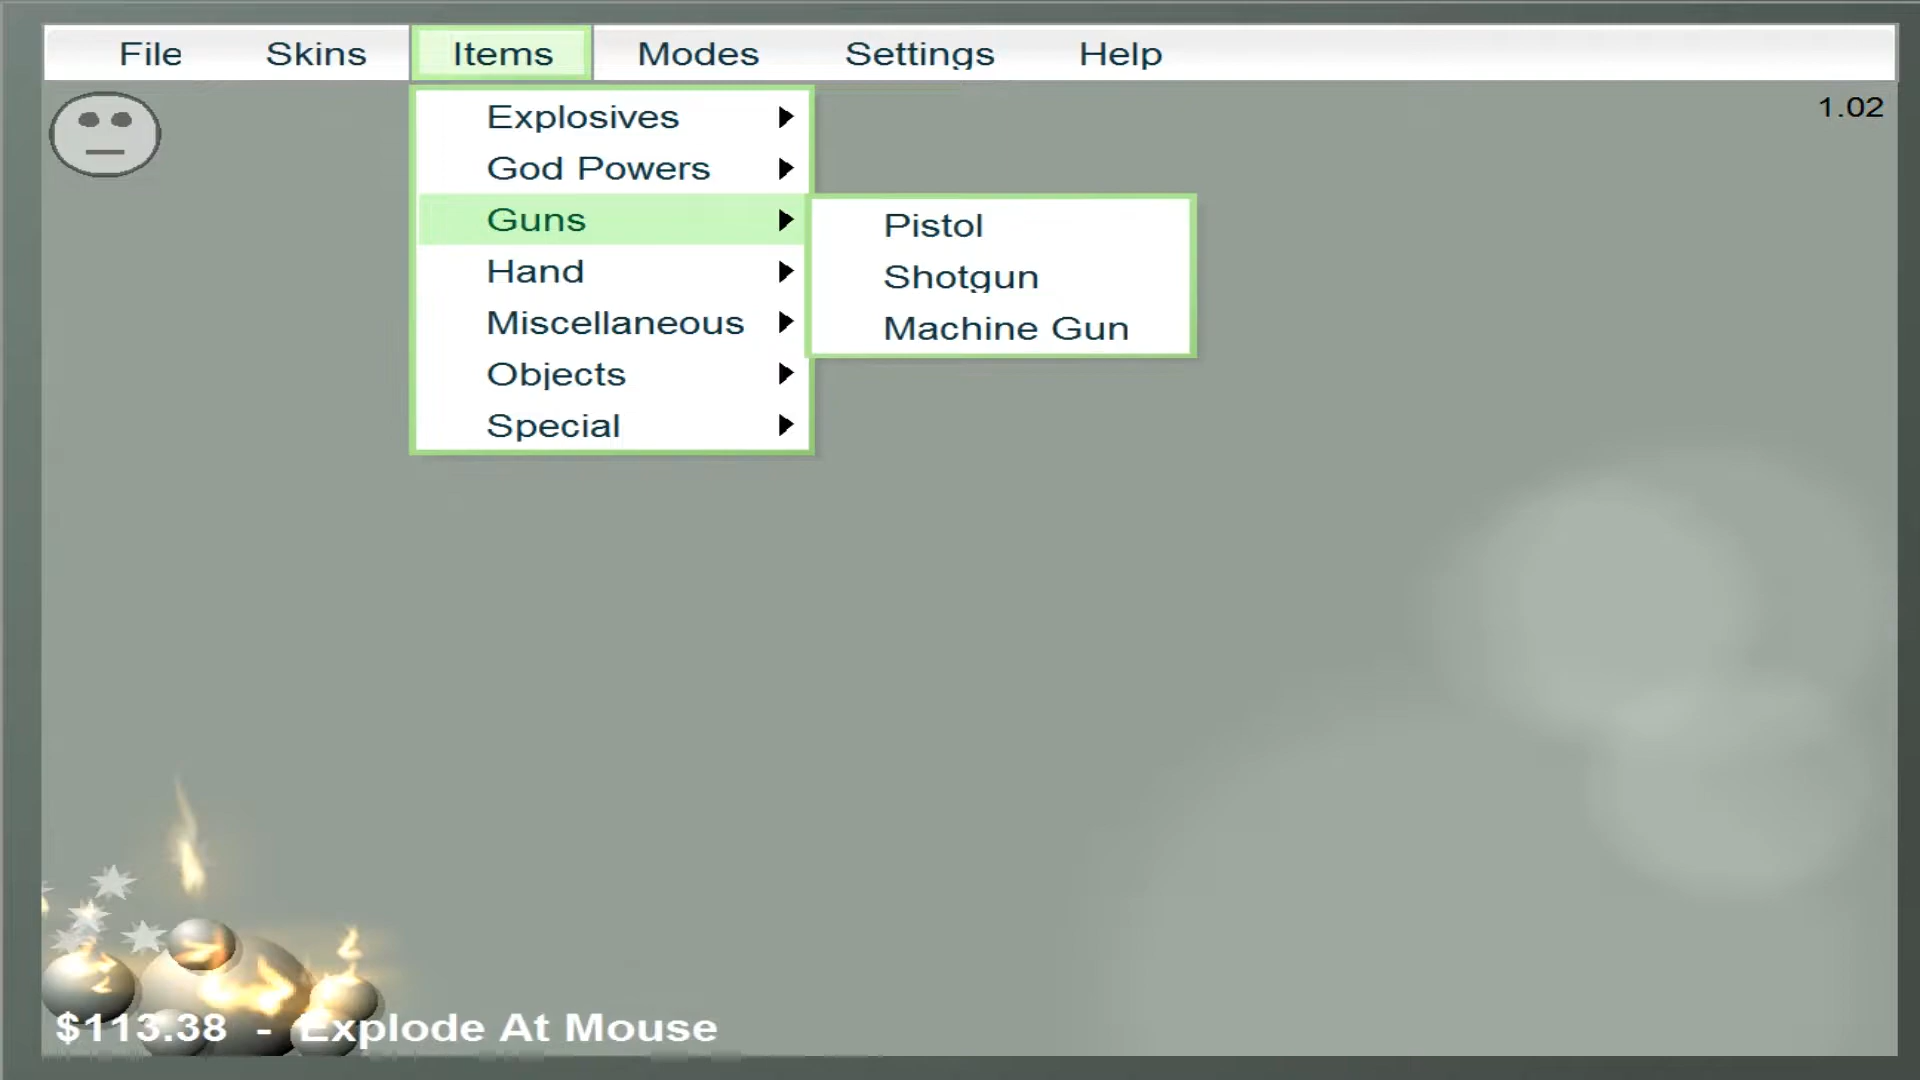 File Skins Items Modes Settings Help
1.02
Explosives
God Powers
Guns
Hand
Miscellaneous
Objects
Special
Pistol
Shotgun
Machine Gun
$113.38 - Explode At Mouse